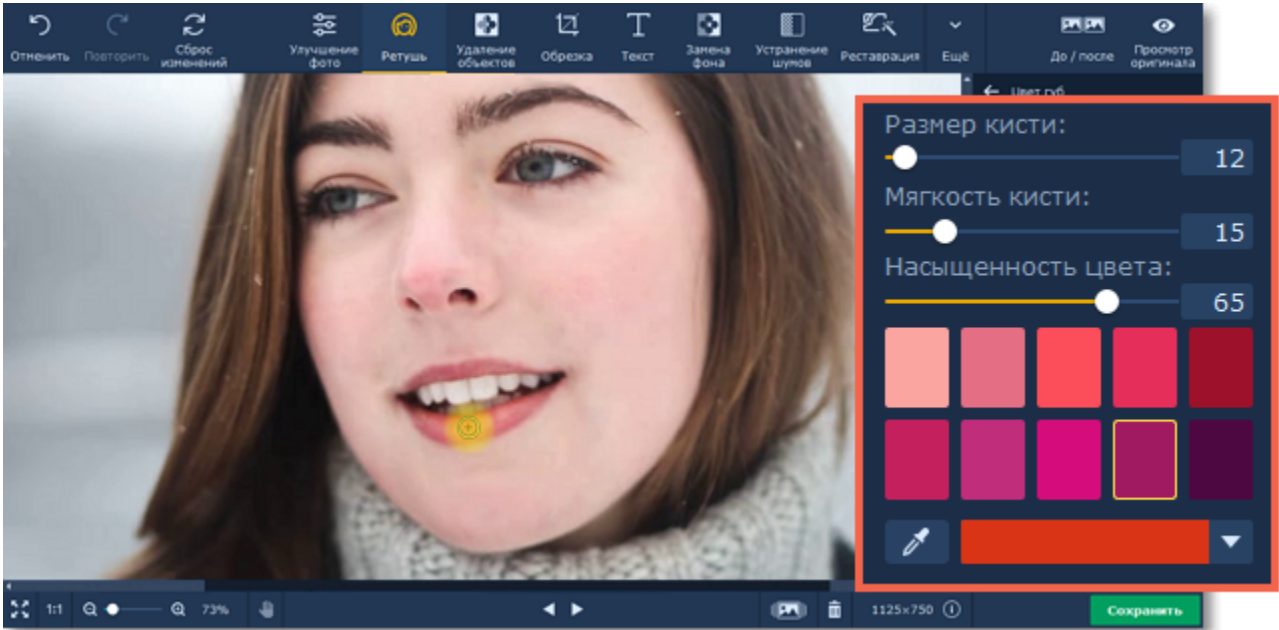 Отменить
Повторить
Сброс
изменений
Улучшение
фото
Ретушь
Удаление
объектов
Обрезка
Текст
Замена
фона
Устранение
шумов
Реставрация
Ещё
До / после
Просмотр
оригинала
Цвет губ
Размер кисти:
12
Мягкость кисти:
15
Насыщенность цвета:
65
1:1
73%
1125×750
Сохранить